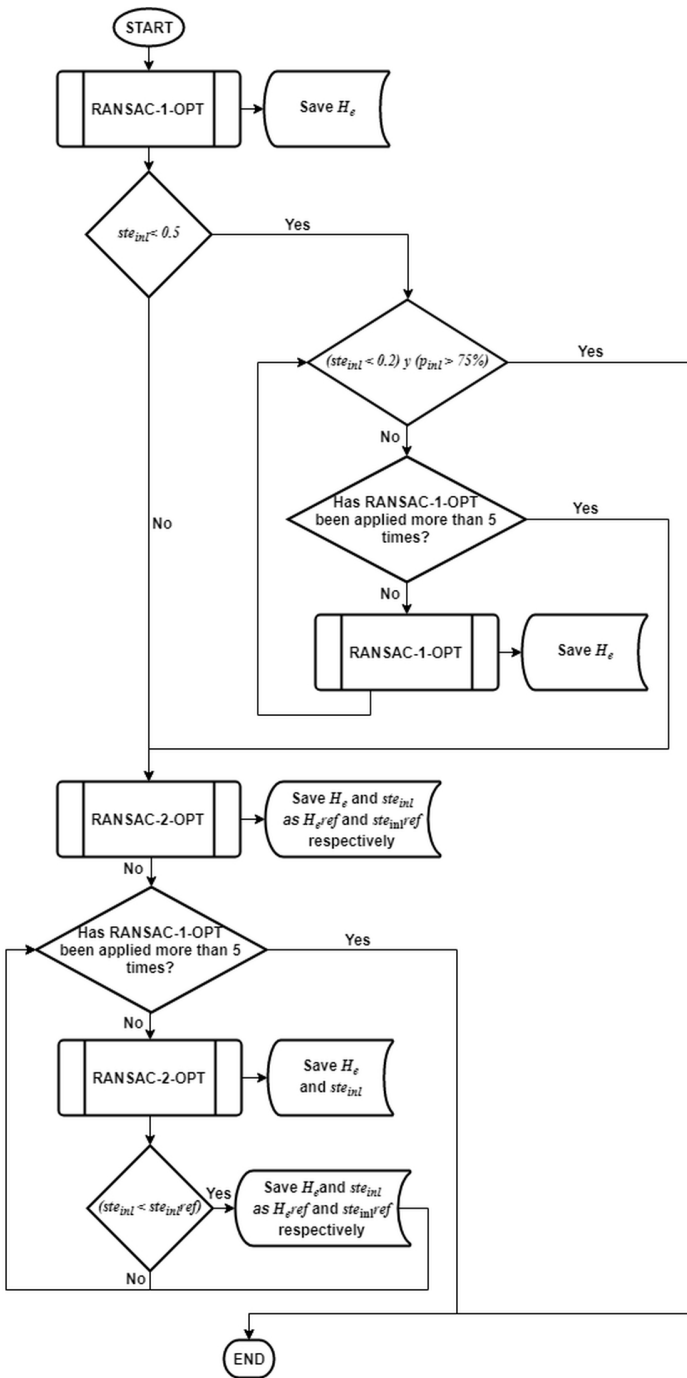 START
RANSAC-1-OPT
Save Hₑ
steᵢₙₗ< 0.5
Yes
(steᵢₙₗ < 0.2) y (pᵢₙₗ > 75%)
Yes
No
Has RANSAC-1-OPT
been applied more than 5
times?
Yes
No
No
RANSAC-1-OPT
Save Hₑ
RANSAC-2-OPT
Save Hₑ and steᵢₙₗ
as Hₑref and steᵢₙₗref
respectively
No
Has RANSAC-1-OPT
been applied more than 5
times?
Yes
No
RANSAC-2-OPT
Save Hₑ
and steᵢₙₗ
(steᵢₙₗ < steᵢₙₗref)
Yes
Save Hₑand steᵢₙₗ
as Hₑref and steᵢₙₗref
respectively
No
END